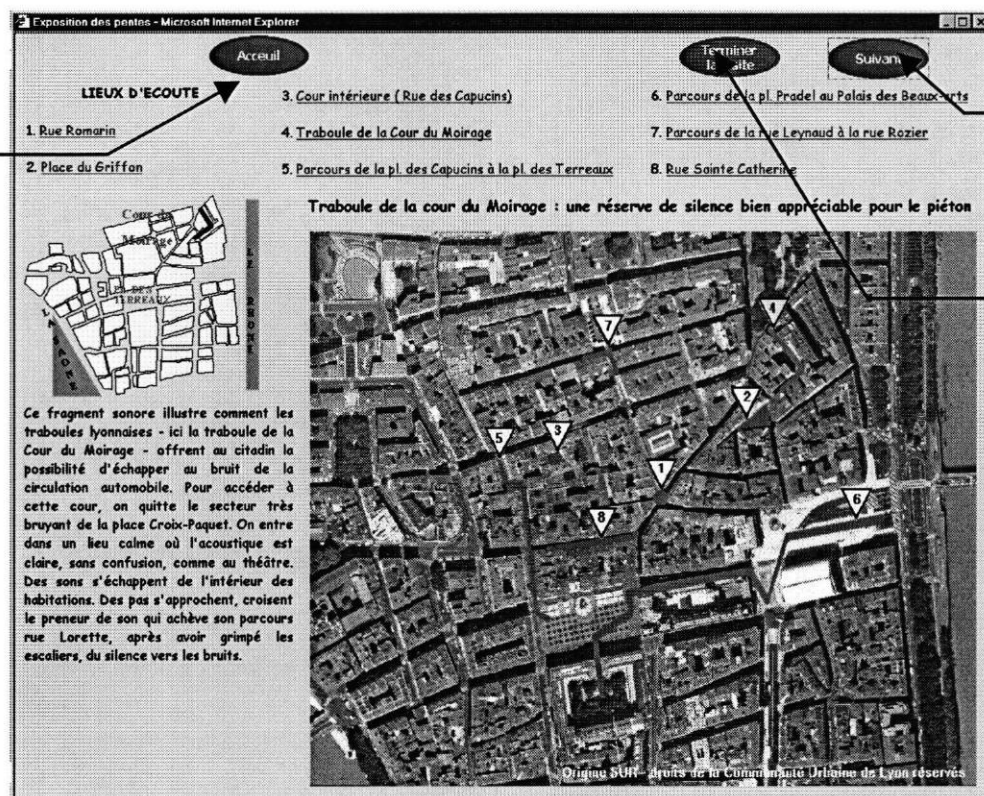 Exposition des pentes - Microsoft Internet Explorer
Acceuil
Terminer
la site
Suivant
LIEUX D'ECOUTE
1. Rue Romarin
2. Place du Griffon
3. Cour intérieure ( Rue des Capucins)
4. Traboule de la Cour du Moirage
5. Parcours de la pl. des Capucins à la pl. des Terreaux
6. Parcours de la pl. Pradel au Palais des Beaux-arts
7. Parcours de la rue Leynaud à la rue Rozier
8. Rue Sainte Catherine
Cour du
Moirage
PL DES
TERREAUX
LA SAONE
LE RHONE
Traboule de la cour du Moirage : une réserve de silence bien appréciable pour le piéton
Ce fragment sonore illustre comment les
traboules lyonnaises - ici la traboule de la
Cour du Moirage - offrent au citadin la
possibilité d'échapper au bruit de la
circulation automobile. Pour accéder à
cette cour, on quitte le secteur très
bruyant de la place Croix-Paquet. On entre
dans un lieu calme où l'acoustique est
claire, sans confusion, comme au théâtre.
Des sons s'échappent de l'intérieur des
habitations. Des pas s'approchent, croisent
le preneur de son qui achève son parcours
rue Lorette, après avoir grimpé les
escaliers, du silence vers les bruits.
7
4
2
5
3
1
8
6
Origine SUR - droits de la Communauté Urbaine de Lyon réservés